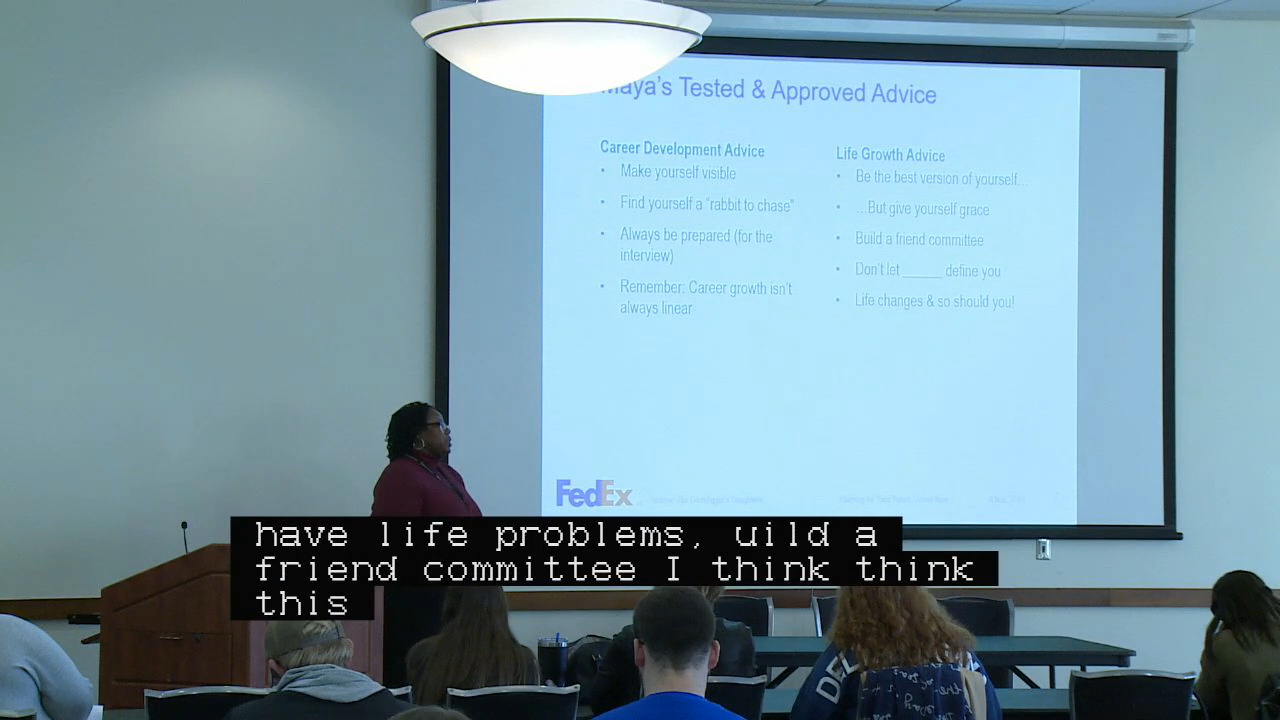 Maya's Tested & Approved Advice
Career Development Advice
• Make yourself visible
• Find yourself a "rabbit to chase"
• Always be prepared (for the
interview)
• Remember: Career growth isn't
always linear
Life Growth Advice
• Be the best version of yourself...
• ...But give yourself grace
• Build a friend committee
• Don't let ______ define you
• Life changes & so should you!
FedEx
have life problems, uild a
friend committee I think think
this
DEL